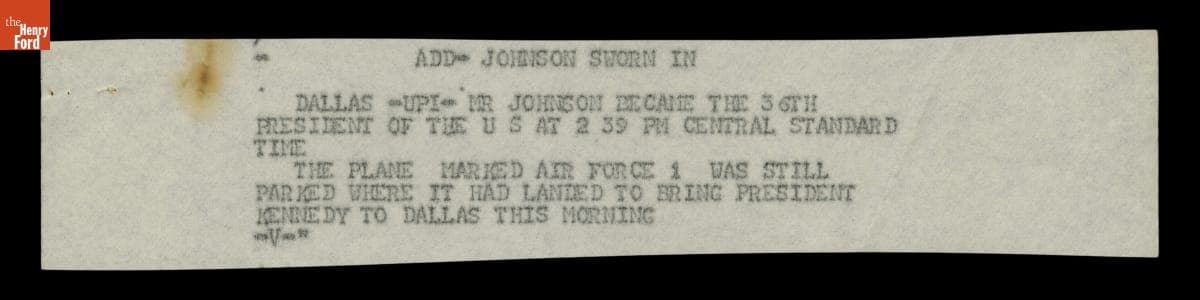 the
Henry
Ford
ADD- JOHNSON SWORN IN
DALLAS -UPI- MR JOHNSON BECAME THE 36TH
PRESIDENT OF THE U S AT 2 39 PM CENTRAL STANDARD
TIME
THE PLANE MARKED AIR FORCE 1 WAS STILL
PARKED WHERE IT HAD LANDED TO BRING PRESIDENT
KENNEDY TO DALLAS THIS MORNING
-V-"